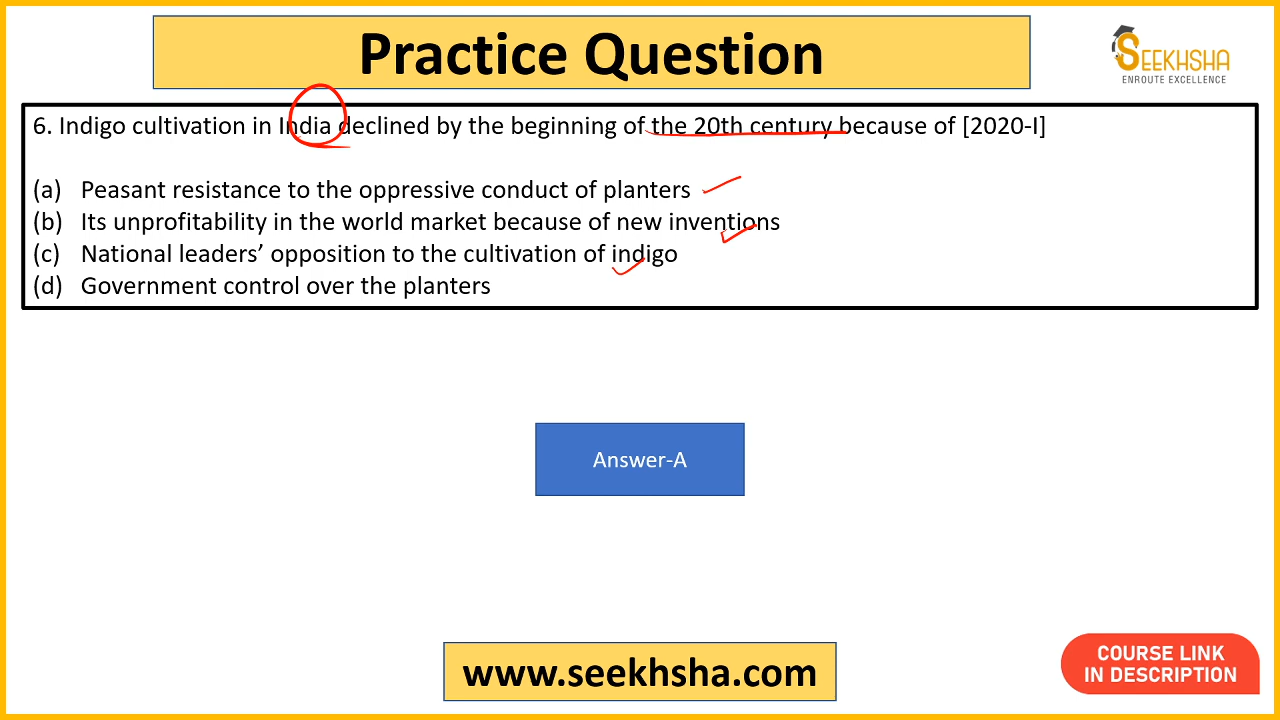 Practice Question
SEEKHSHA
ENROUTE EXCELLENCE
6. Indigo cultivation in India declined by the beginning of the 20th century because of [2020-I]
(a) Peasant resistance to the oppressive conduct of planters
(b) Its unprofitability in the world market because of new inventions
(c) National leaders’ opposition to the cultivation of indigo
(d) Government control over the planters
Answer-A
www.seekhsha.com
COURSE LINK
IN DESCRIPTION